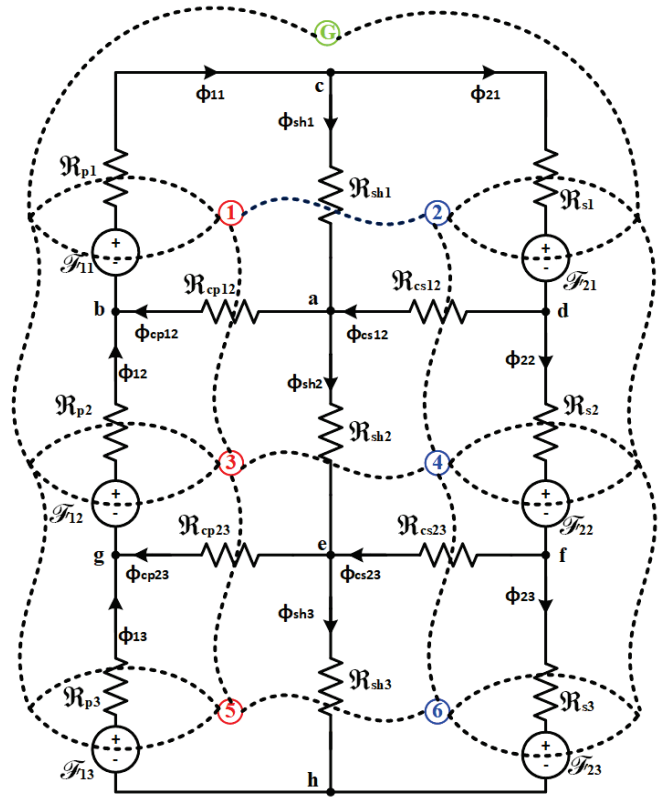 G
c
ϕ11 ϕ21
ϕsh1
ℜp1 ℜsh1 ℜs1
1 2
+ +
- -
ℱ11 ℱ21
ℜcp12 ℜcs12
b a d
ϕcp12 ϕcs12
ϕ12 ϕ22
ϕsh2
ℜp2 ℜsh2 ℜs2
3 4
+ +
- -
ℱ12 ℱ22
ℜcp23 ℜcs23
g e f
ϕcp23 ϕcs23
ϕ13 ϕsh3 ϕ23
ℜp3 ℜsh3 ℜs3
5 6
+ +
- -
ℱ13 ℱ23
h